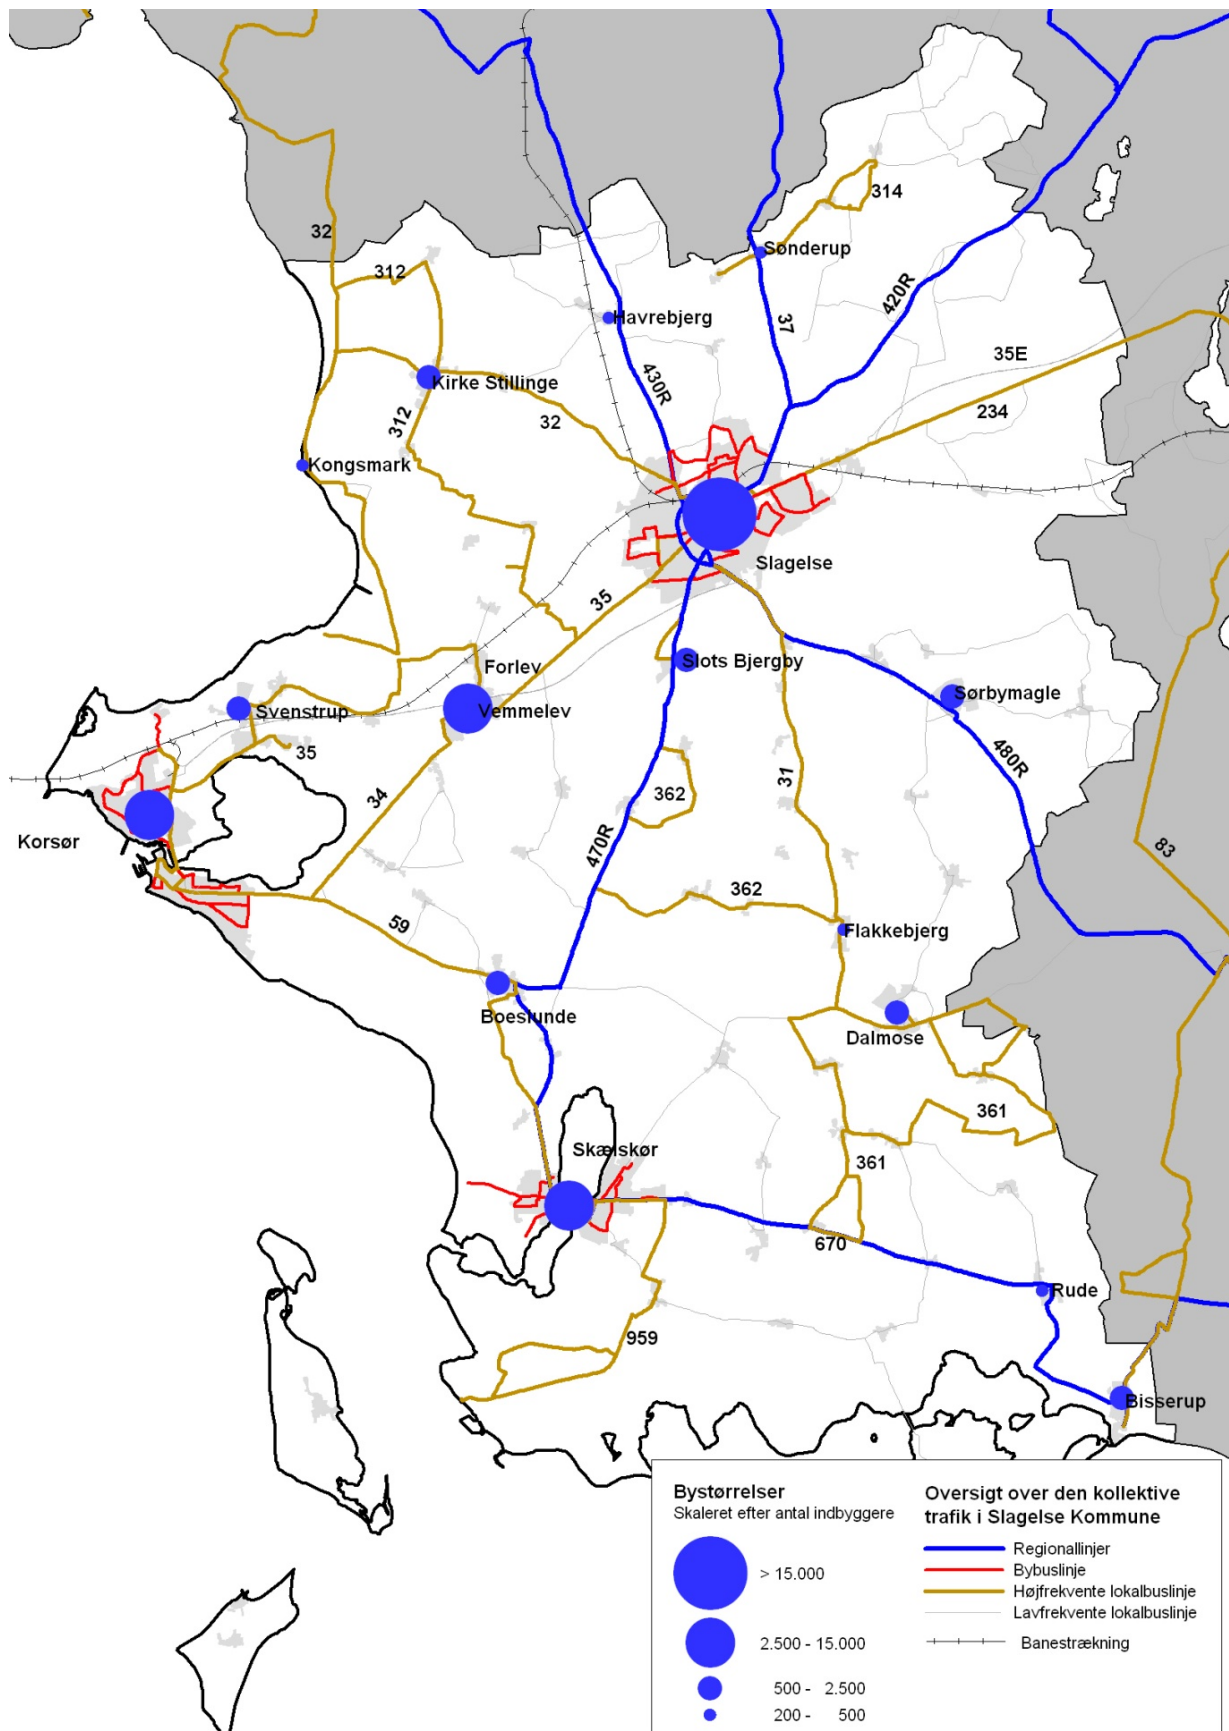 32
312
314
Sønderup
Havrebjerg
37
420R
35E
430R
Kirke Stillinge
312
32
234
Kongsmark
Slagelse
35
Forlev
Slots Bjergby
Svenstrup
Vemmelev
Sørbymagle
35
480R
31
34
362
Korsør
470R
83
362
59
Flakkebjerg
Boeslunde
Dalmose
361
Skælskør
361
670
Rude
959
Bisserup
Bystørrelser
Skaleret efter antal indbyggere
> 15.000
2.500 - 15.000
500 - 2.500
200 - 500
Oversigt over den kollektive
trafik i Slagelse Kommune
Regionallinjer
Bybuslinje
Højfrekvente lokalbuslinje
Lavfrekvente lokalbuslinje
Banestrækning